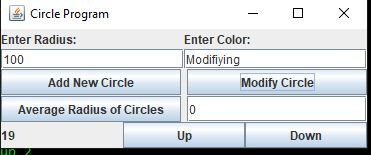 Circle Program
Enter Radius: Enter Color:
100 Modifiying
Add New Circle Modify Circle
Average Radius of Circles 0
19 Up Down